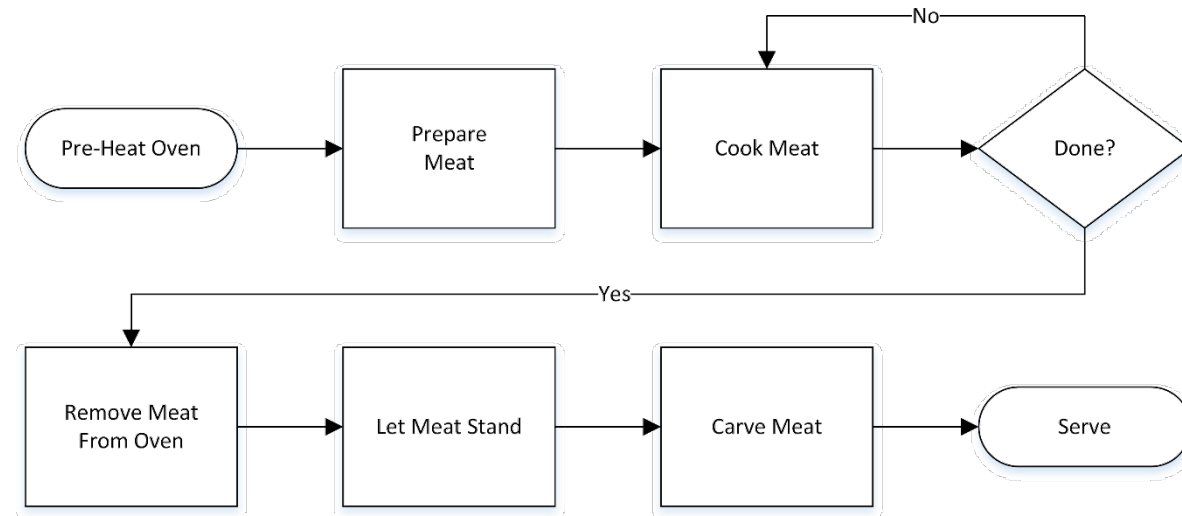 No
Pre-Heat Oven
Prepare
Meat
Cook Meat
Done?
Yes
Remove Meat
From Oven
Let Meat Stand
Carve Meat
Serve